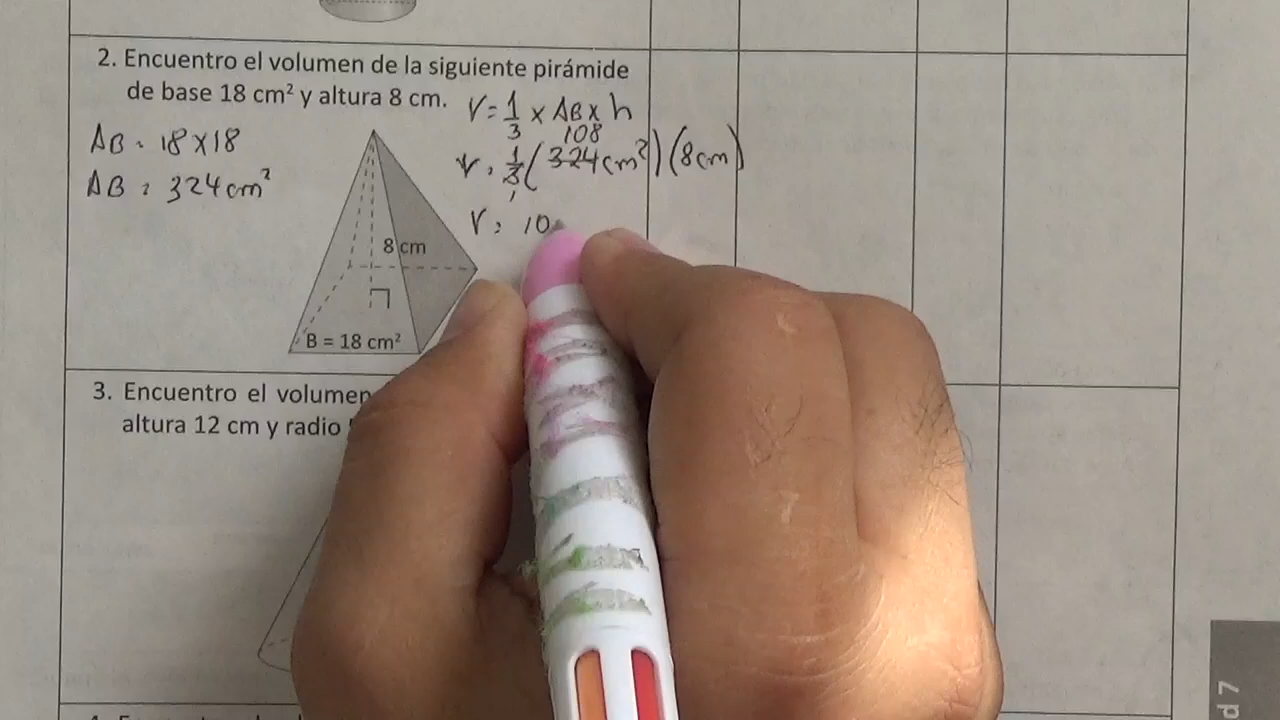 2. Encuentro el volumen de la siguiente pirámide
de base 18 cm² y altura 8 cm.
V = 1/3 x AB x h
AB = 18 x 18
AB = 324 cm²
108
V = 1/3 (324 cm²) (8 cm)
V = 10
8 cm
B = 18 cm²
3. Encuentro el volumen
altura 12 cm y radio
d 7